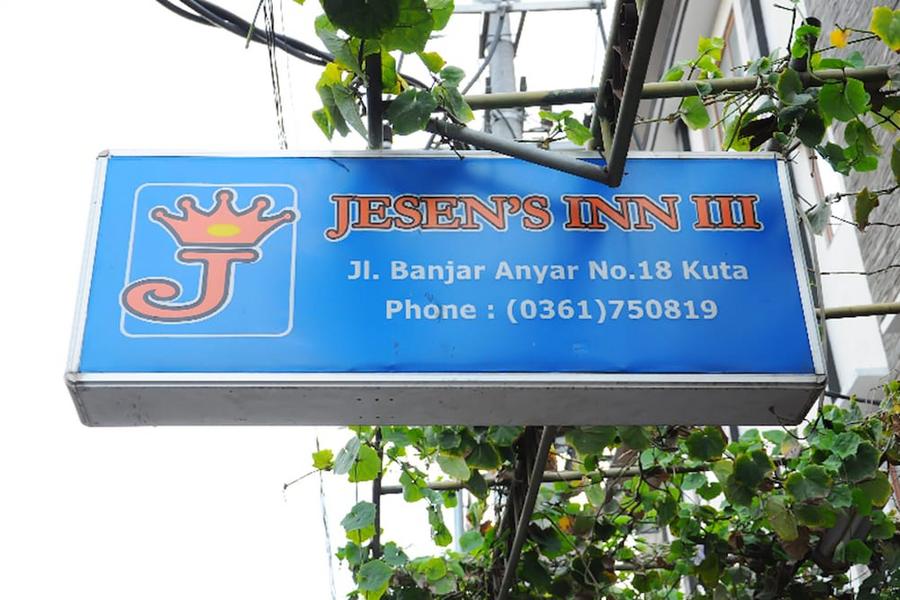 J
JESEN'S INN III
Jl. Banjar Anyar No.18 Kuta
Phone : (0361)750819